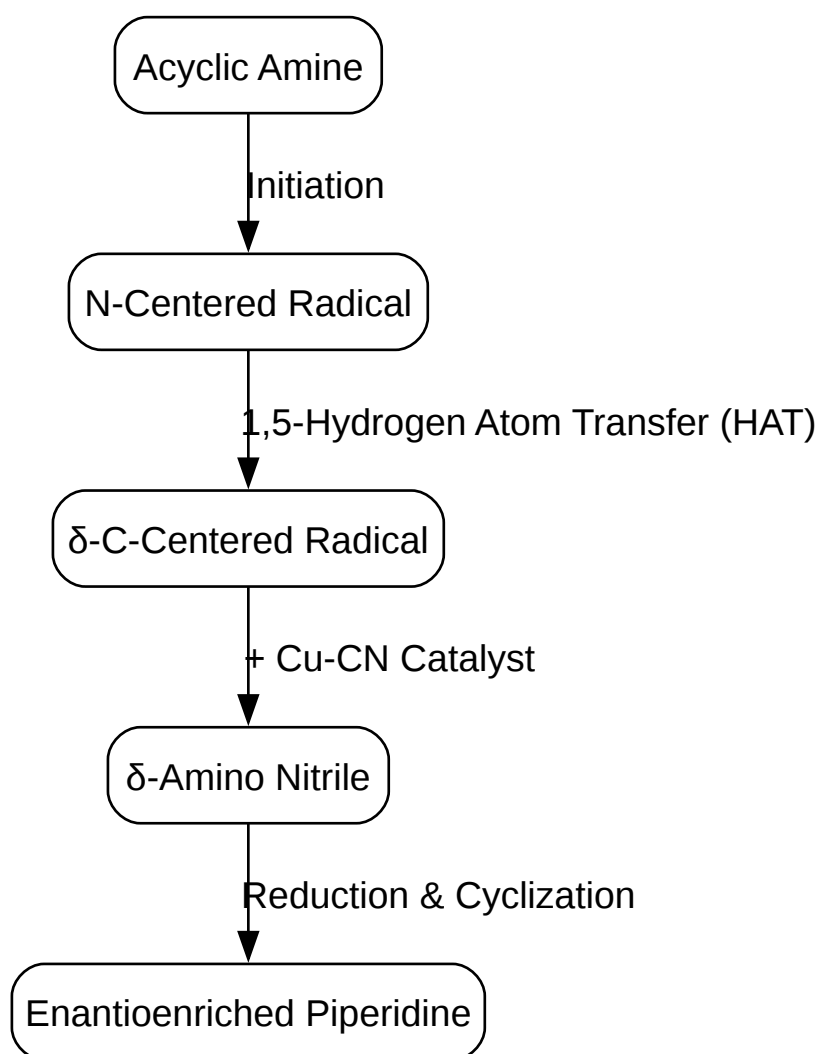 Acyclic Amine
Initiation
N-Centered Radical
1,5-Hydrogen Atom Transfer (HAT)
δ-C-Centered Radical
+ Cu-CN Catalyst
δ-Amino Nitrile
Reduction & Cyclization
Enantioenriched Piperidine